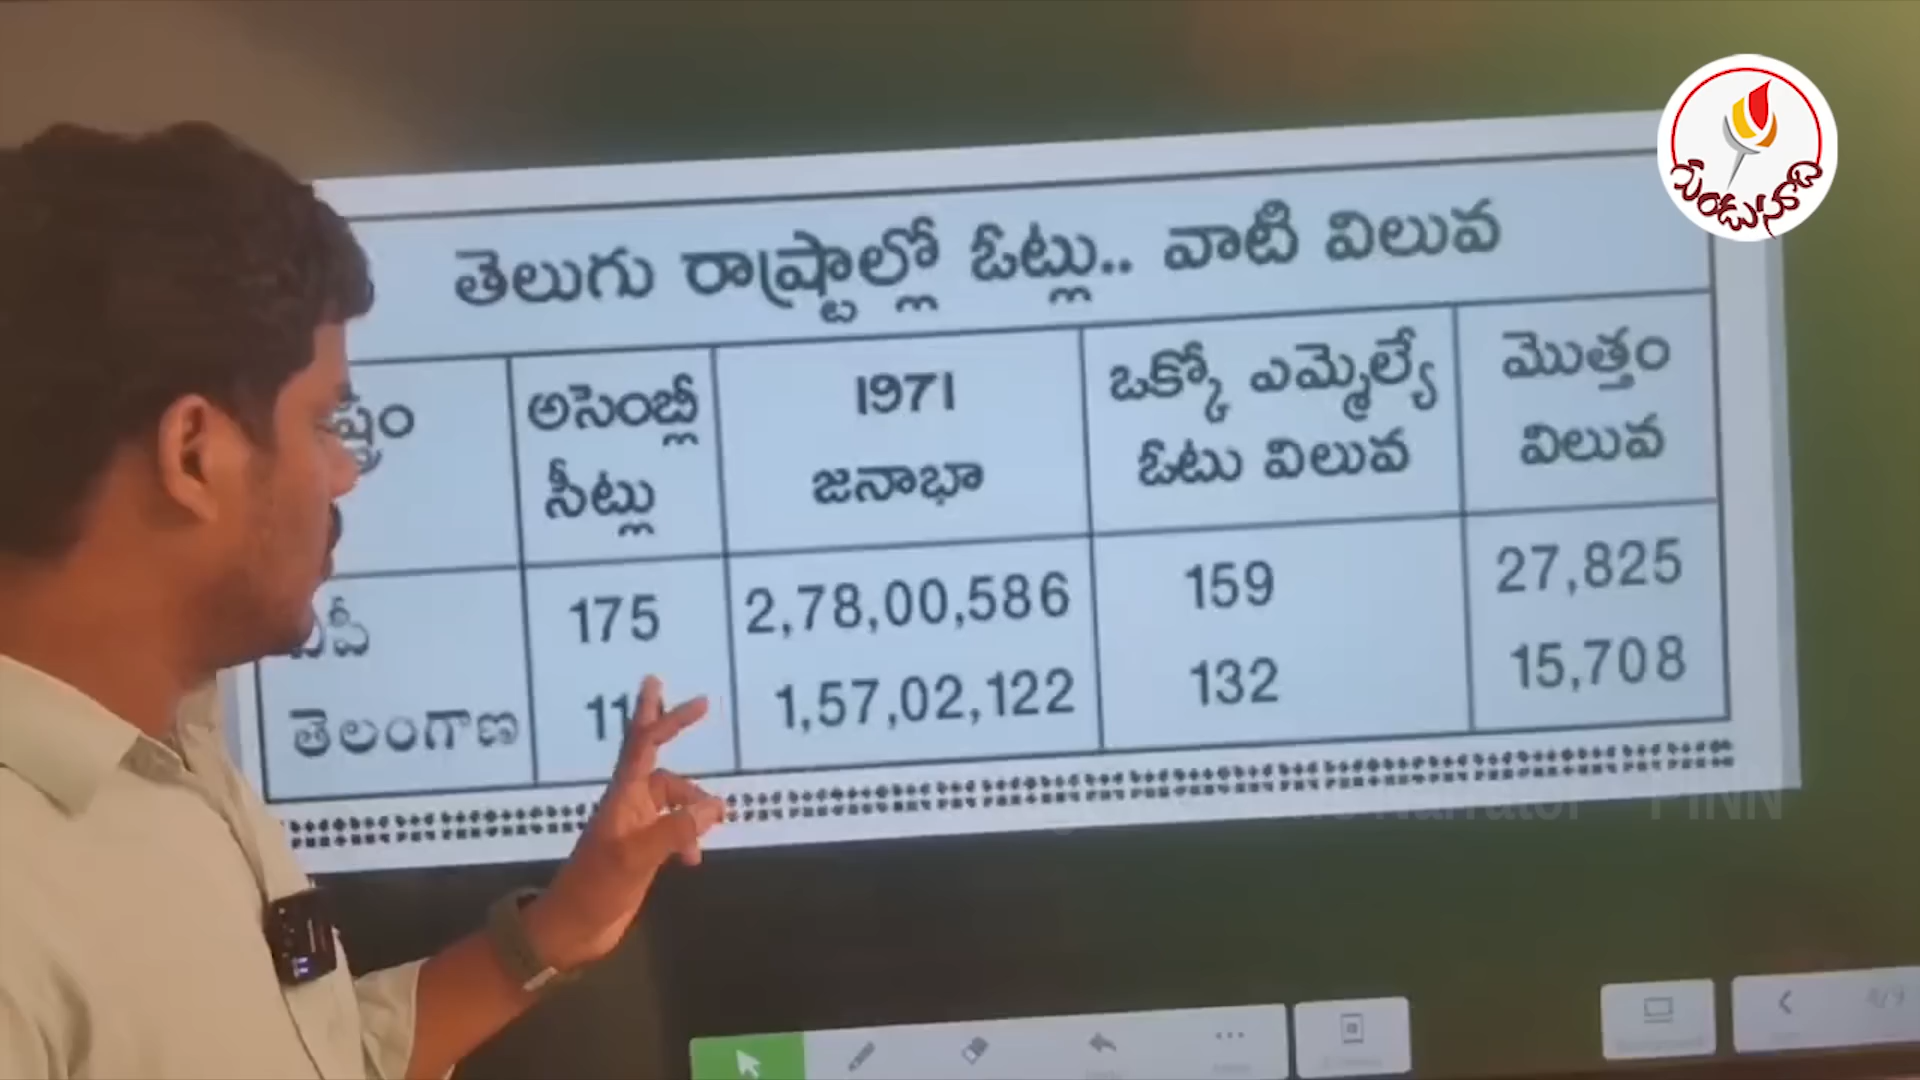 తెలుగు రాష్ట్రాల్లో ఓట్లు.. వాటి విలువ
అసెంబ్లీ సీట్లు
1971 జనాభా
ఒక్కో ఎమ్మెల్యే ఓటు విలువ
మొత్తం విలువ
175 2,78,00,586 159 27,825
తెలంగాణ 1,57,02,122 132 15,708